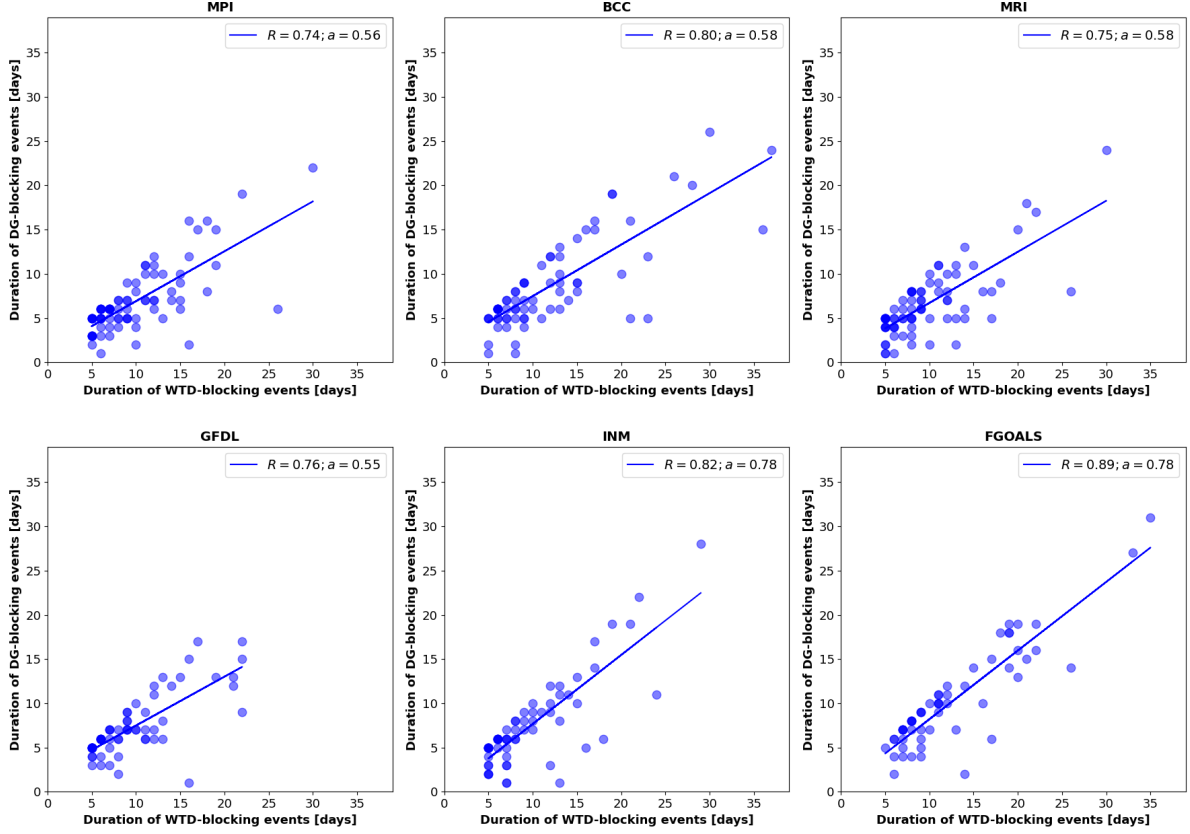 MPI
R = 0.74; a = 0.56
Duration of DG-blocking events [days]
35
30
25
20
15
10
5
0
0 5 10 15 20 25 30 35
Duration of WTD-blocking events [days]
BCC
R = 0.80; a = 0.58
Duration of DG-blocking events [days]
35
30
25
20
15
10
5
0
0 5 10 15 20 25 30 35
Duration of WTD-blocking events [days]
MRI
R = 0.75; a = 0.58
Duration of DG-blocking events [days]
35
30
25
20
15
10
5
0
0 5 10 15 20 25 30 35
Duration of WTD-blocking events [days]
GFDL
R = 0.76; a = 0.55
Duration of DG-blocking events [days]
35
30
25
20
15
10
5
0
0 5 10 15 20 25 30 35
Duration of WTD-blocking events [days]
INM
R = 0.82; a = 0.78
Duration of DG-blocking events [days]
35
30
25
20
15
10
5
0
0 5 10 15 20 25 30 35
Duration of WTD-blocking events [days]
FGOALS
R = 0.89; a = 0.78
Duration of DG-blocking events [days]
35
30
25
20
15
10
5
0
0 5 10 15 20 25 30 35
Duration of WTD-blocking events [days]